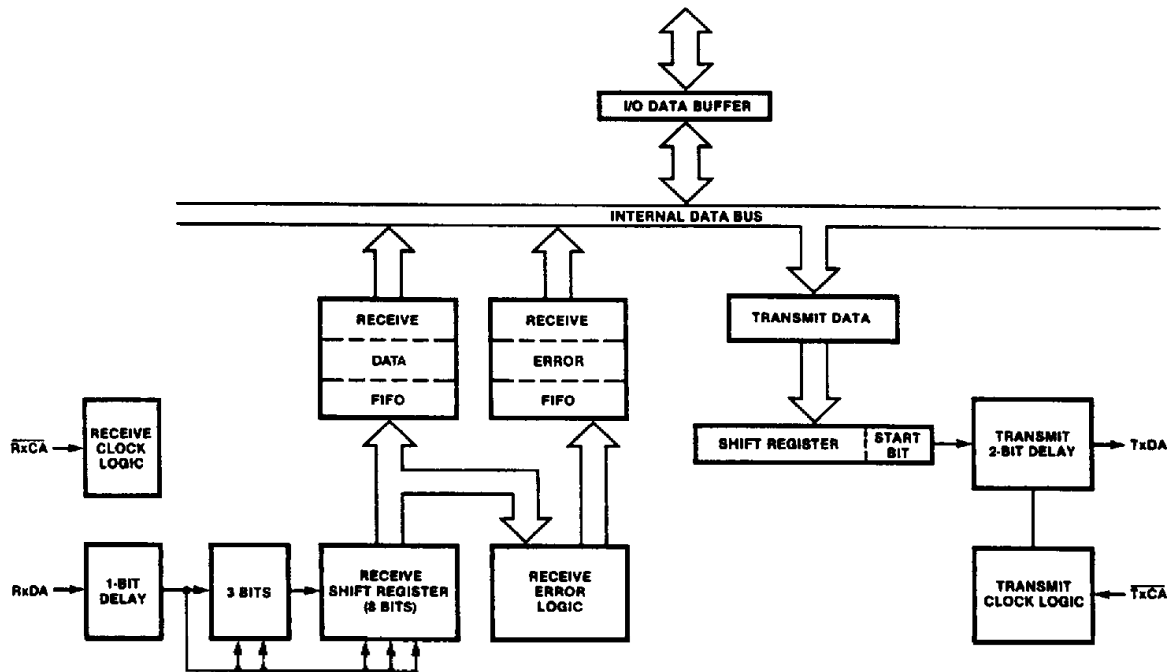 I/O DATA BUFFER
INTERNAL DATA BUS
RECEIVE
DATA
FIFO
RECEIVE
ERROR
FIFO
TRANSMIT DATA
R̅x̅C̅A̅
RECEIVE
CLOCK
LOGIC
SHIFT REGISTER
START
BIT
TRANSMIT
2-BIT DELAY
TxDA
RxDA
1-BIT
DELAY
3 BITS
RECEIVE
SHIFT REGISTER
(8 BITS)
RECEIVE
ERROR
LOGIC
TRANSMIT
CLOCK LOGIC
T̅x̅C̅A̅